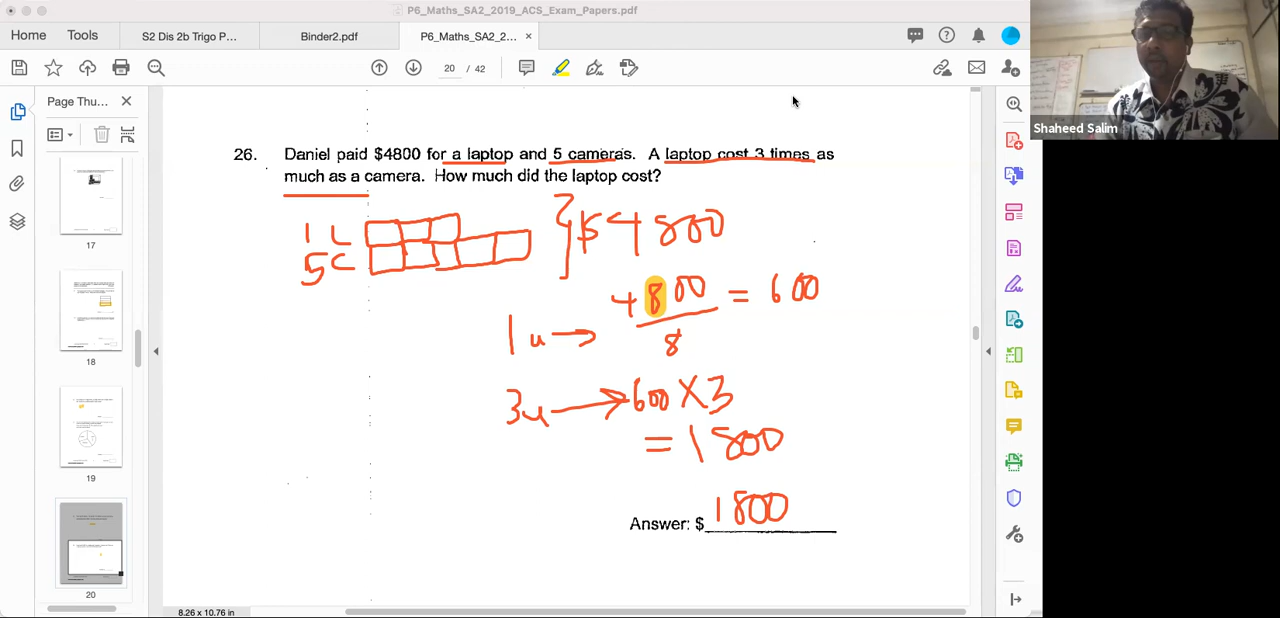 P6_Maths_SA2_2019_ACS_Exam_Papers.pdf
Home Tools S2 Dis 2b Trigo P... Binder2.pdf P6_Maths_SA2_2... ×
20 / 42
Page Thu...
Shaheed Salim
17
18
19
20
26. Daniel paid $4800 for a laptop and 5 cameras. A laptop cost 3 times as
much as a camera. How much did the laptop cost?
1 L
5 C
$4800
1u → 4800 = 600
8
3u → 600 × 3
= 1800
Answer: $ 1800
8.26 x 10.76 in